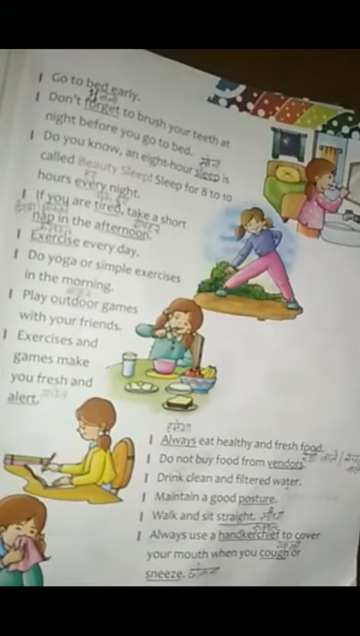 Go to bed early.
Don't forget to brush your teeth at
night before you go to bed.
Do you know, an eight-hour sleep is
called Beauty Sleep! Sleep for 8 to 10
hours every night.
If you are tired, take a short
nap in the afternoon.
Exercise every day.
Do yoga or simple exercises
in the morning.
Play outdoor games
with your friends.
Exercises and
games make
you fresh and
alert.
हमेशा
Always eat healthy and fresh food.
Do not buy food from vendors.
Drink clean and filtered water.
Maintain a good posture.
Walk and sit straight. सीधा
रुमाल
Always use a handkerchief to cover
your mouth when you cough or
sneeze. छींकना